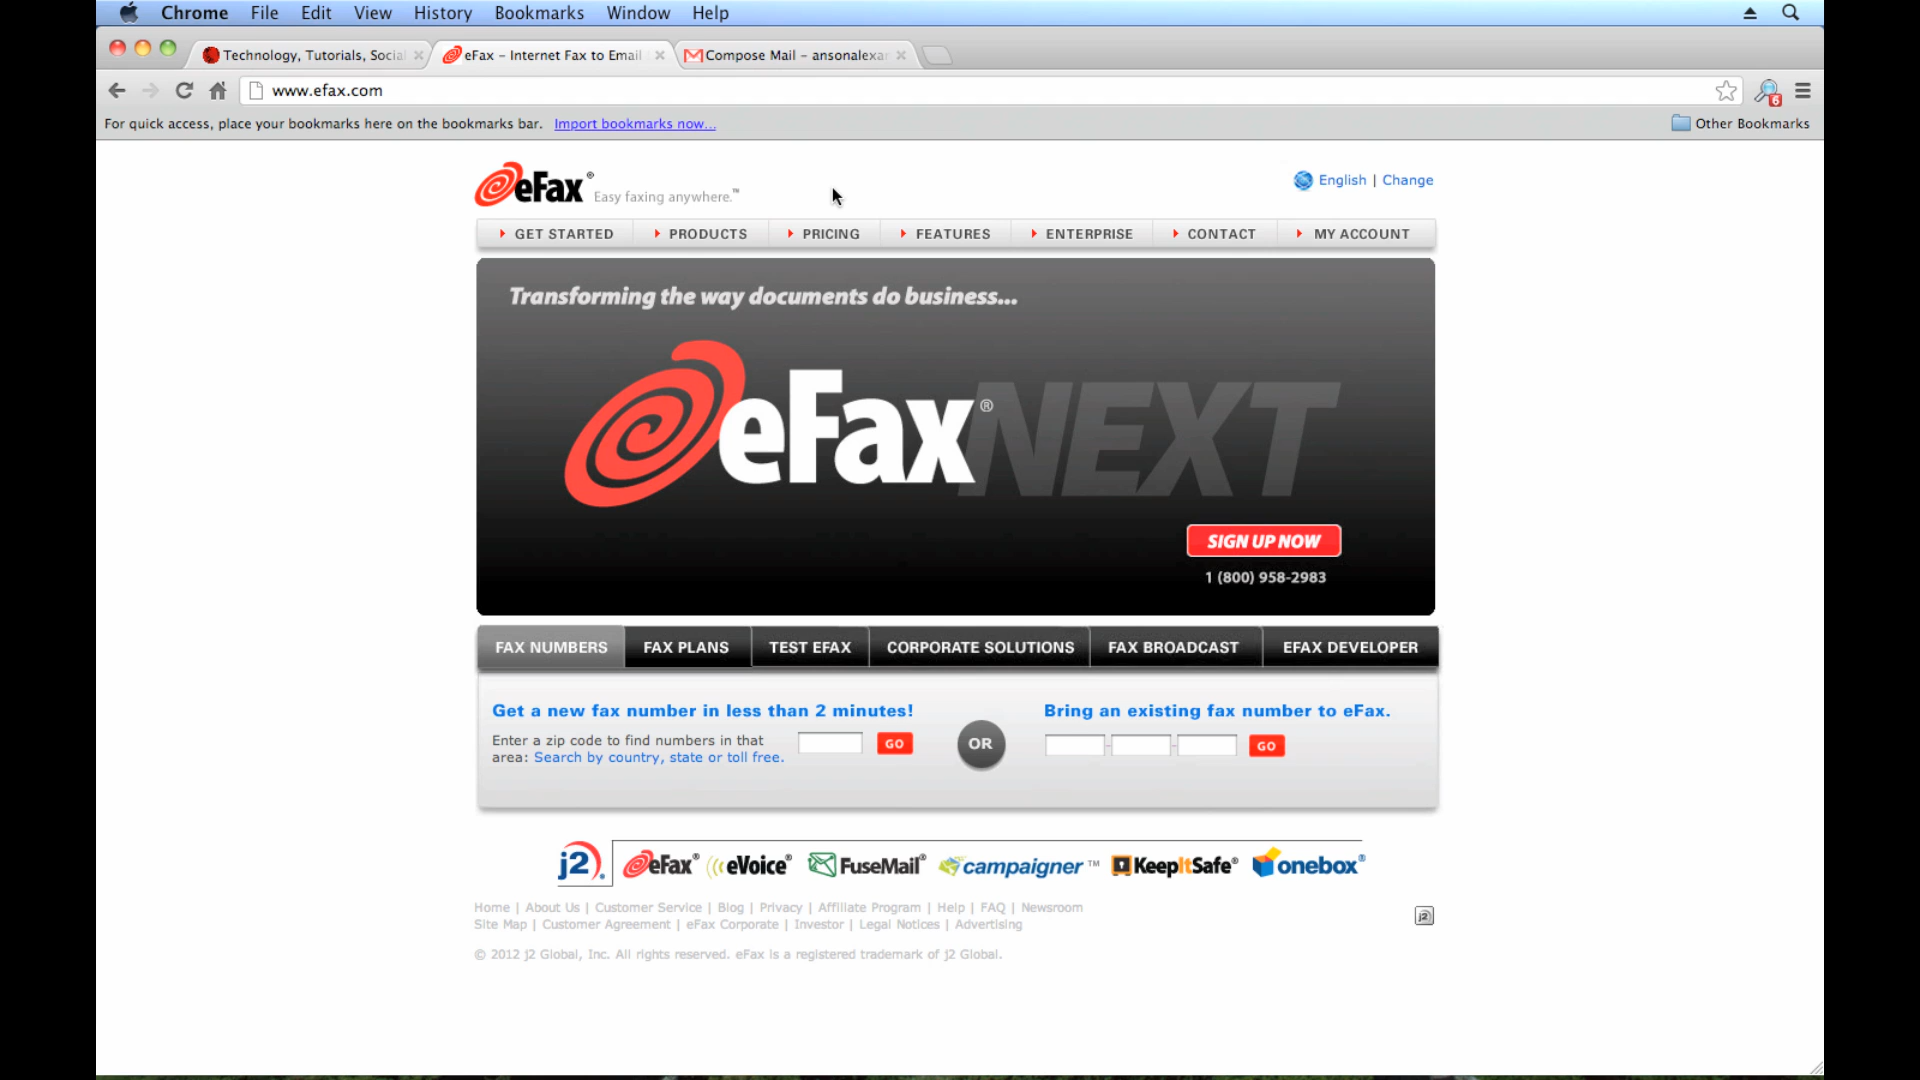 Chrome File Edit View History Bookmarks Window Help
Technology, Tutorials, Social
eFax – Internet Fax to Email
Compose Mail – ansonalexan
www.efax.com
6
For quick access, place your bookmarks here on the bookmarks bar. Import bookmarks now...
Other Bookmarks
eFax® Easy faxing anywhere.™
English | Change
GET STARTED PRODUCTS PRICING FEATURES ENTERPRISE CONTACT MY ACCOUNT
Transforming the way documents do business...
eFax® NEXT
SIGN UP NOW
1 (800) 958-2983
FAX NUMBERS FAX PLANS TEST EFAX CORPORATE SOLUTIONS FAX BROADCAST EFAX DEVELOPER
Get a new fax number in less than 2 minutes!
Enter a zip code to find numbers in that
area: Search by country, state or toll free.
GO
OR
Bring an existing fax number to eFax.
- -
GO
j2® eFax® eVoice® FuseMail® campaigner™ KeepItSafe® onebox®
Home | About Us | Customer Service | Blog | Privacy | Affiliate Program | Help | FAQ | Newsroom
Site Map | Customer Agreement | eFax Corporate | Investor | Legal Notices | Advertising
j2
© 2012 j2 Global, Inc. All rights reserved. eFax is a registered trademark of j2 Global.